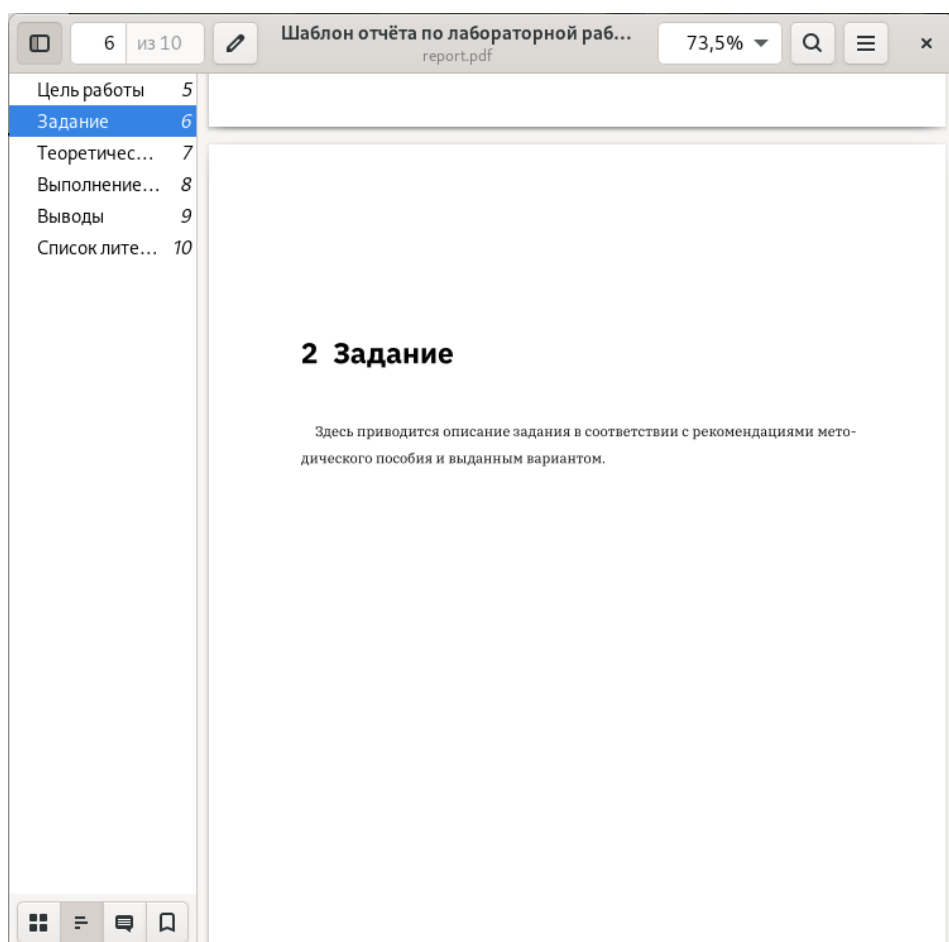 6 из 10
Шаблон отчёта по лабораторной раб...
report.pdf
73,5%
Цель работы 5
Задание 6
Теоретичес... 7
Выполнение... 8
Выводы 9
Список лите... 10
2 Задание
Здесь приводится описание задания в соответствии с рекомендациями мето-
дического пособия и выданным вариантом.